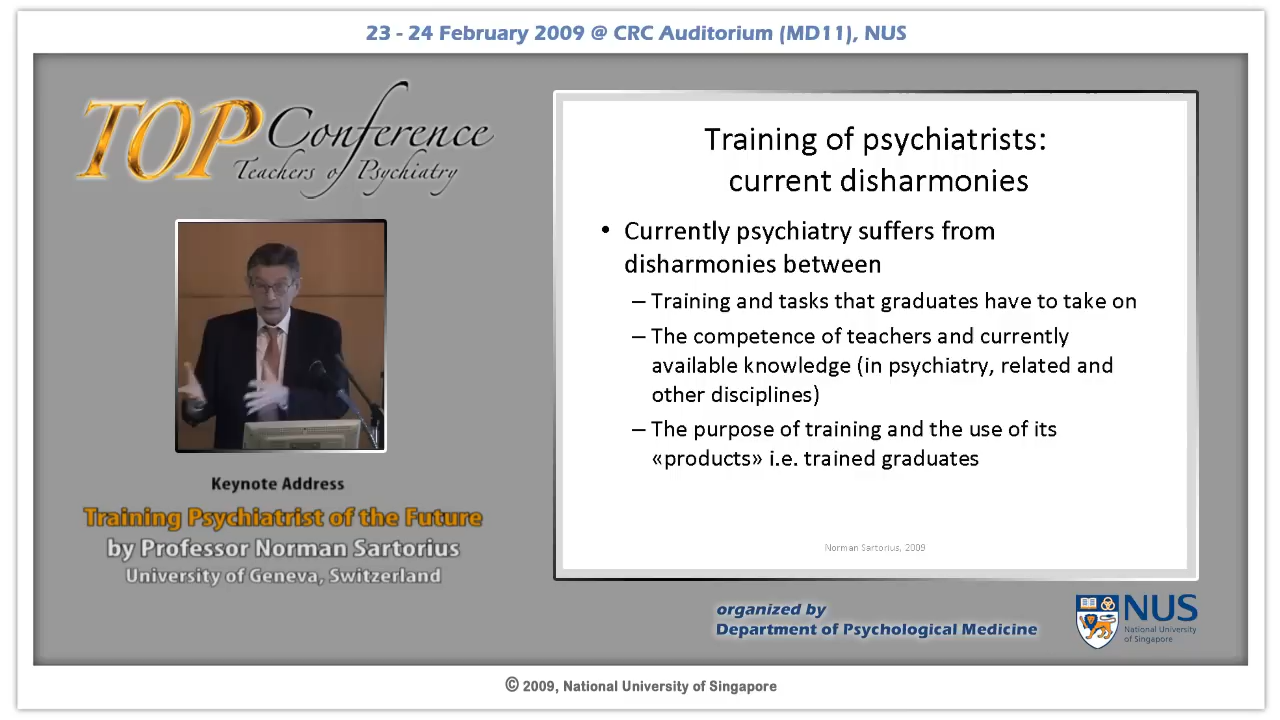 23 - 24 February 2009 @ CRC Auditorium (MD11), NUS
TOP Conference
Teachers of Psychiatry
Keynote Address
Training Psychiatrist of the Future
by Professor Norman Sartorius
University of Geneva, Switzerland
Training of psychiatrists:
current disharmonies
• Currently psychiatry suffers from
disharmonies between
– Training and tasks that graduates have to take on
– The competence of teachers and currently
available knowledge (in psychiatry, related and
other disciplines)
– The purpose of training and the use of its
«products» i.e. trained graduates
Norman Sartorius, 2009
organized by
Department of Psychological Medicine
NUS
National University
of Singapore
© 2009, National University of Singapore